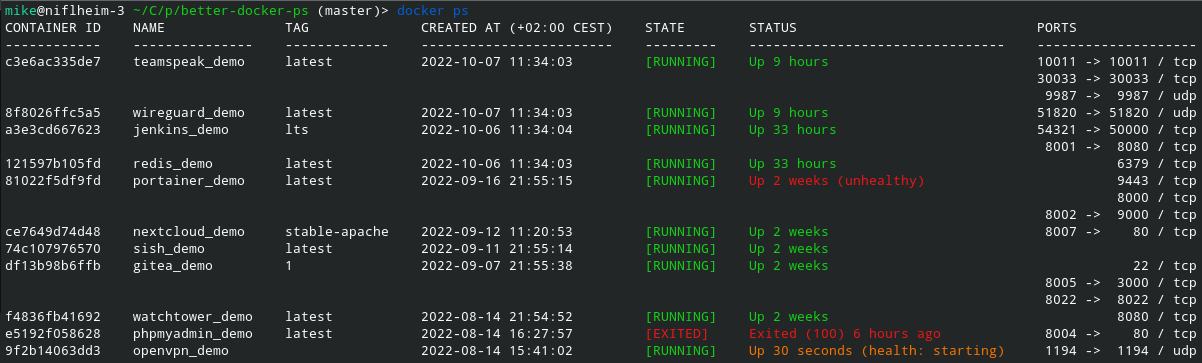 mike@niflheim-3 ~/C/p/better-docker-ps (master)> docker ps
CONTAINER ID    NAME               TAG              CREATED AT (+02:00 CEST)    STATE        STATUS                              PORTS
------------    ---------------    -------------    ------------------------    ---------    --------------------------------    --------------------
c3e6ac335de7    teamspeak_demo     latest           2022-10-07 11:34:03         [RUNNING]    Up 9 hours                          10011 -> 10011 / tcp
30033 -> 30033 / tcp
9987 ->  9987 / udp
8f8026ffc5a5    wireguard_demo     latest           2022-10-07 11:34:03         [RUNNING]    Up 9 hours                          51820 -> 51820 / udp
a3e3cd667623    jenkins_demo       lts              2022-10-06 11:34:04         [RUNNING]    Up 33 hours                         54321 -> 50000 / tcp
8001 ->  8080 / tcp
121597b105fd    redis_demo         latest           2022-10-06 11:34:03         [RUNNING]    Up 33 hours                                   6379 / tcp
81022f5df9fd    portainer_demo     latest           2022-09-16 21:55:15         [RUNNING]    Up 2 weeks (unhealthy)                        9443 / tcp
8000 / tcp
8002 ->  9000 / tcp
ce7649d74d48    nextcloud_demo     stable-apache    2022-09-12 11:20:53         [RUNNING]    Up 2 weeks                           8007 ->    80 / tcp
74c107976570    sish_demo          latest           2022-09-11 21:55:14         [RUNNING]    Up 2 weeks
df13b98b6ffb    gitea_demo         1                2022-09-07 21:55:38         [RUNNING]    Up 2 weeks                                      22 / tcp
8005 ->  3000 / tcp
8022 ->  8022 / tcp
f4836fb41692    watchtower_demo    latest           2022-08-14 21:54:52         [RUNNING]    Up 2 weeks                                    8080 / tcp
e5192f058628    phpmyadmin_demo    latest           2022-08-14 16:27:57         [EXITED]     Exited (100) 6 hours ago             8004 ->    80 / tcp
9f2b14063dd3    openvpn_demo                        2022-08-14 15:41:02         [RUNNING]    Up 30 seconds (health: starting)     1194 ->  1194 / udp